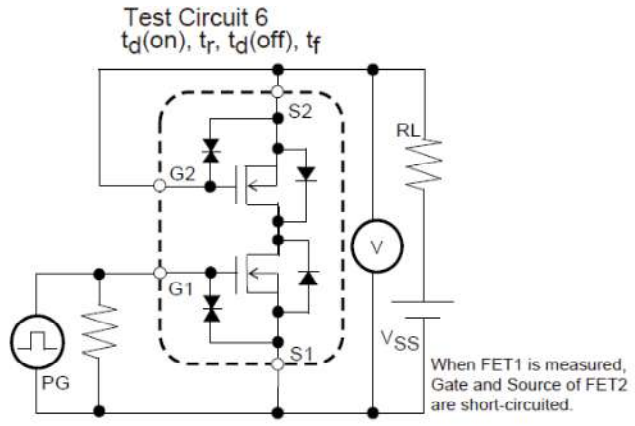 Test Circuit 6
td(on), tr, td(off), tf
S2
RL
G2
V
G1
VSS
S1
PG
When FET1 is measured,
Gate and Source of FET2
are short-circuited.